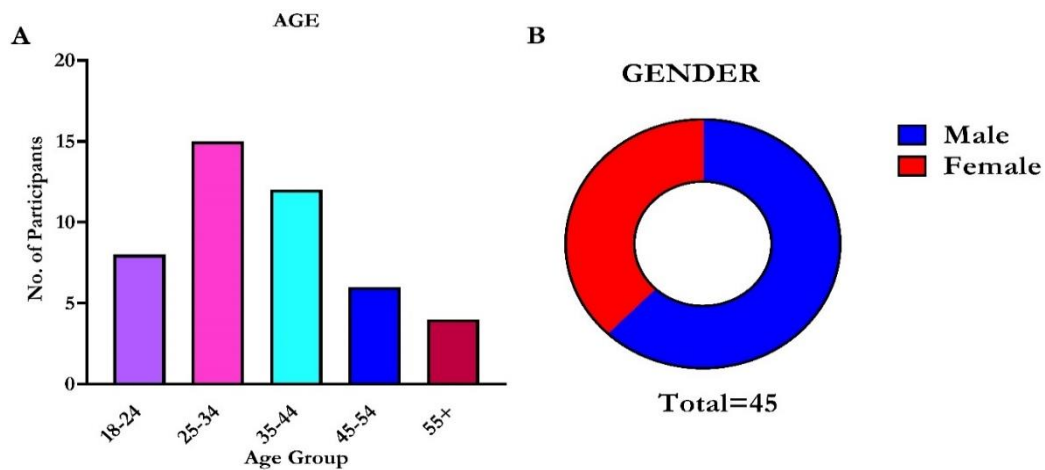 A
AGE
No. of Participants
20
15
10
5
0
18-24
25-34
35-44
45-54
55+
Age Group
B
GENDER
Male
Female
Total=45